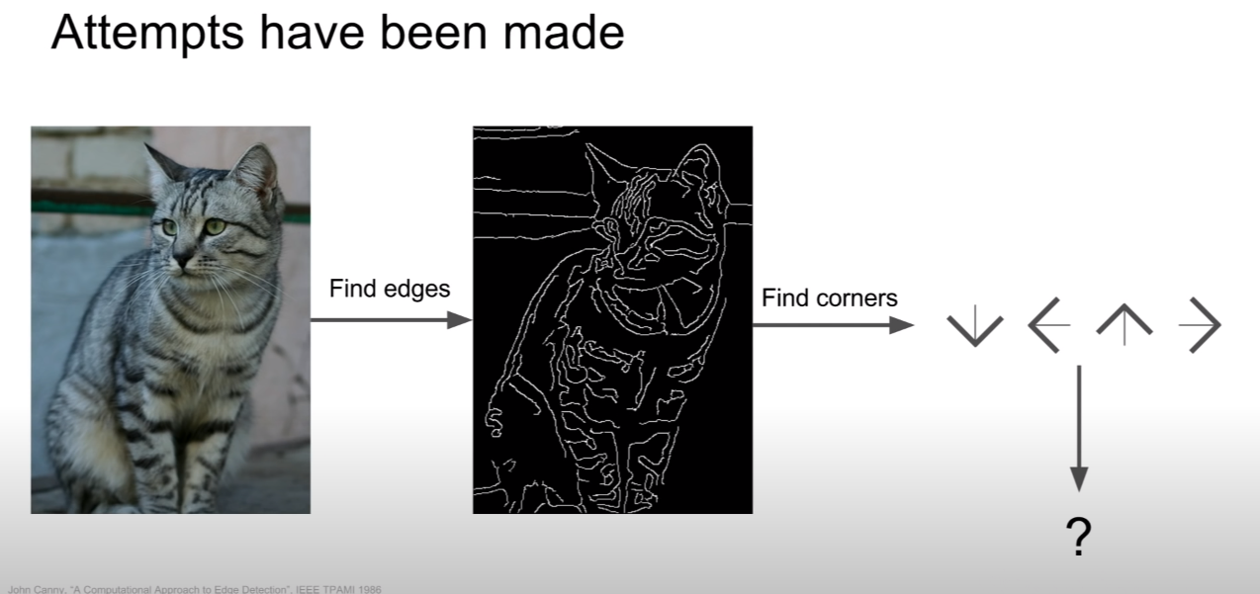 Attempts have been made
Find edges
Find corners
?
John Canny, "A Computational Approach to Edge Detection", IEEE TPAMI 1986